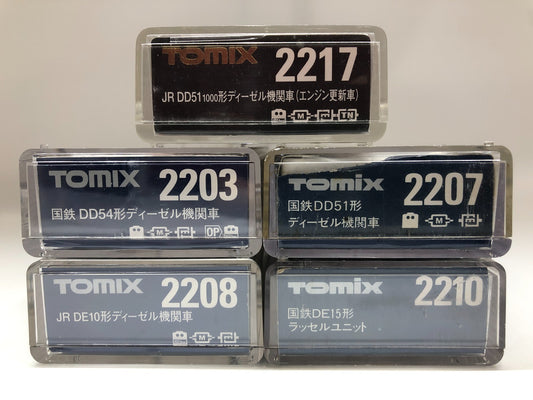 TOMIX 2217
JR DD51 1000形ディーゼル機関車(エンジン更新車)
M TN
TOMIX 2203
国鉄 DD54形ディーゼル機関車
M OP
TOMIX 2207
国鉄DD51形
ディーゼル機関車
M
TOMIX 2208
JR DE10形ディーゼル機関車
M
TOMIX 2210
国鉄DE15形
ラッセルユニット
M